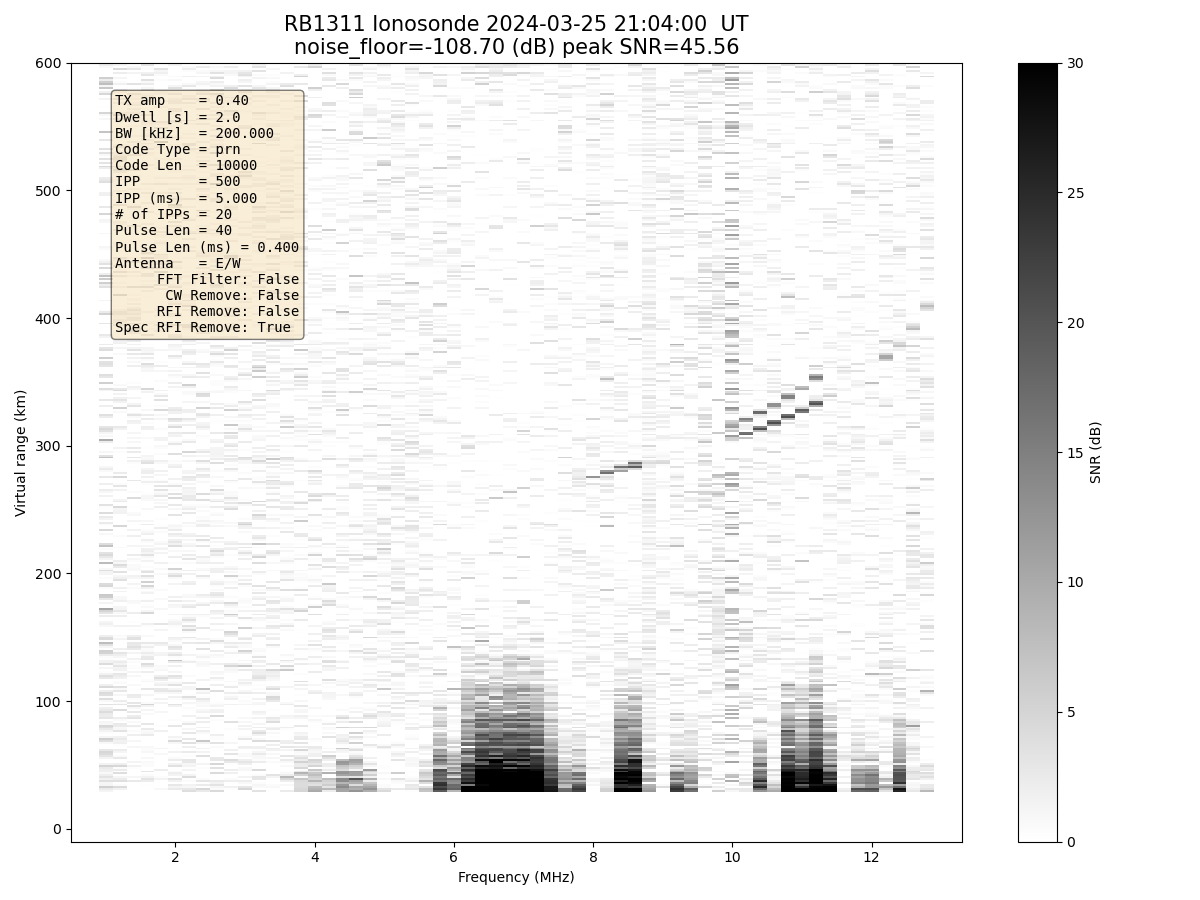 RB1311 Ionosonde 2024-03-25 21:04:00  UT
noise_floor=-108.70 (dB) peak SNR=45.56
TX amp    = 0.40
Dwell [s] = 2.0
BW [kHz]  = 200.000
Code Type = prn
Code Len  = 10000
IPP       = 500
IPP (ms)  = 5.000
# of IPPs = 20
Pulse Len = 40
Pulse Len (ms) = 0.400
Antenna   = E/W
FFT Filter: False
CW Remove: False
RFI Remove: False
Spec RFI Remove: True
600
500
400
300
200
100
0
Virtual range (km)
2 4 6 8 10 12
Frequency (MHz)
30
25
20
15
10
5
0
SNR (dB)